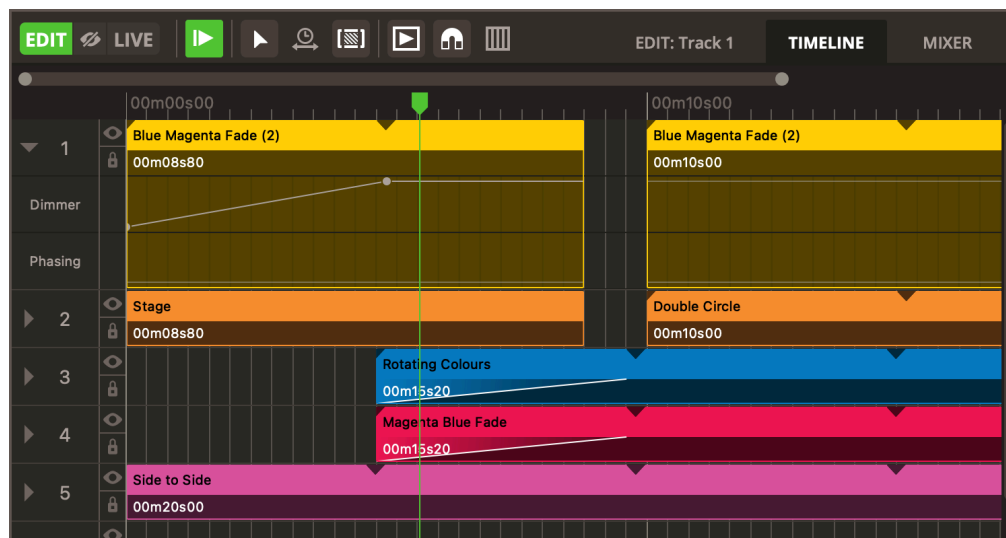 EDIT LIVE EDIT: Track 1 TIMELINE MIXER
00m00s00 00m10s00
1 Blue Magenta Fade (2) Blue Magenta Fade (2)
00m08s80 00m10s00
Dimmer
Phasing
2 Stage Double Circle
00m08s80 00m10s00
3 Rotating Colours
00m15s20
4 Magenta Blue Fade
00m15s20
5 Side to Side
00m20s00